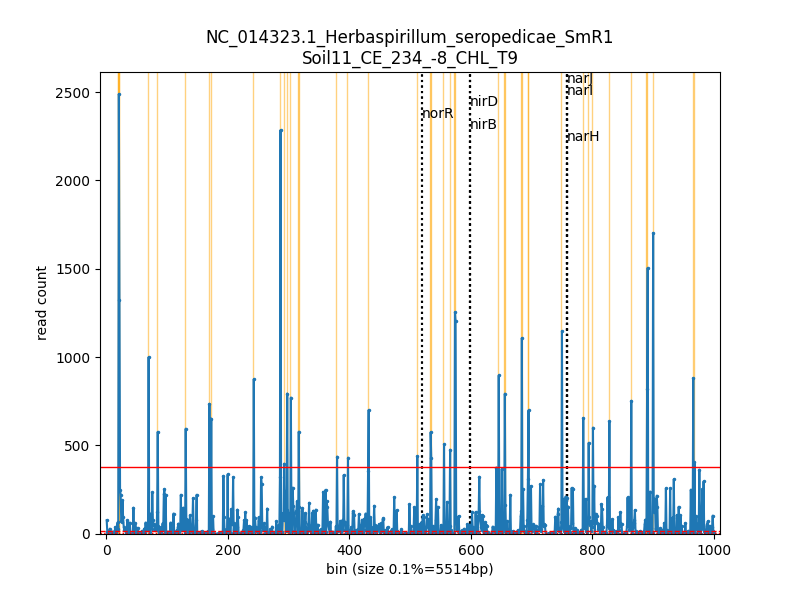 NC_014323.1_Herbaspirillum_seropedicae_SmR1
Soil11_CE_234_-8_CHL_T9
narJ
narI
nirD
norR
nirB
narH
2500
2000
1500
1000
500
0
read count
0
200
400
600
800
1000
bin (size 0.1%=5514bp)